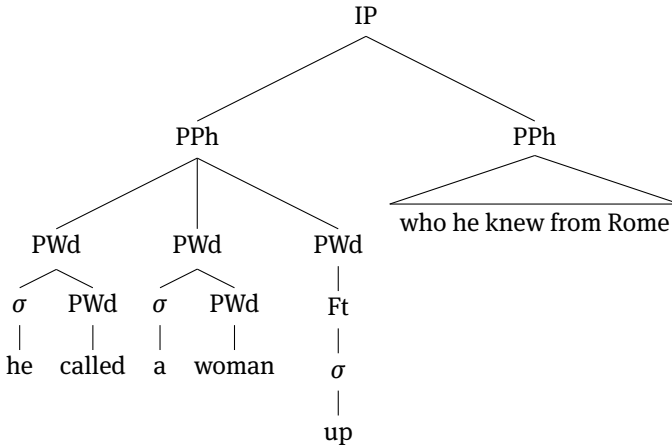 IP
PPh PPh
who he knew from Rome
PWd PWd PWd
σ PWd σ PWd Ft
he called a woman σ
up